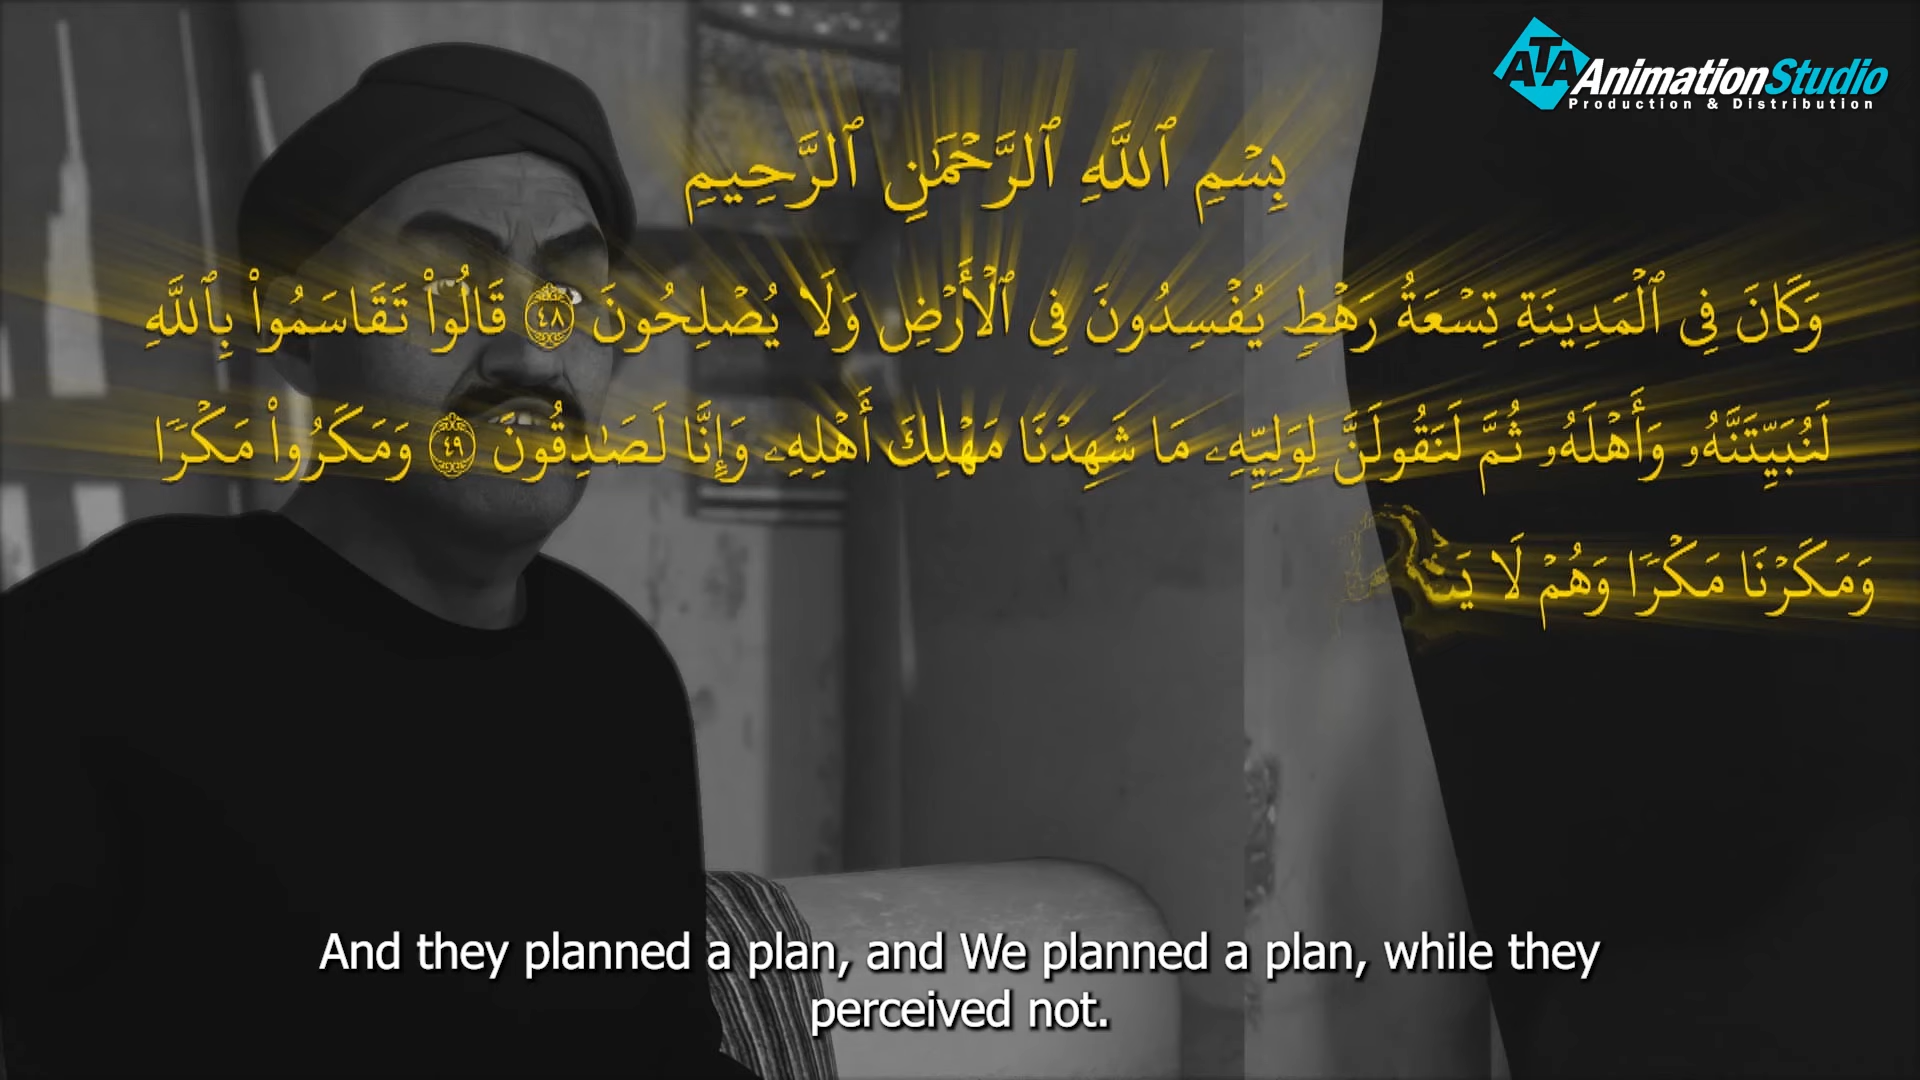 ATA AnimationStudio
Production & Distribution
بِسْمِ ٱللَّهِ ٱلرَّحْمَٰنِ ٱلرَّحِيمِ
وَكَانَ فِى ٱلْمَدِينَةِ تِسْعَةُ رَهْطٍ يُفْسِدُونَ فِى ٱلْأَرْضِ وَلَا يُصْلِحُونَ ۝٤٨ قَالُوا۟ تَقَاسَمُوا۟ بِٱللَّهِ
لَنُبَيِّتَنَّهُۥ وَأَهْلَهُۥ ثُمَّ لَنَقُولَنَّ لِوَلِيِّهِۦ مَا شَهِدْنَا مَهْلِكَ أَهْلِهِۦ وَإِنَّا لَصَـٰدِقُونَ ۝٤٩ وَمَكَرُوا۟ مَكْرًا
وَمَكَرْنَا مَكْرًا وَهُمْ لَا
And they planned a plan, and We planned a plan, while they
perceived not.